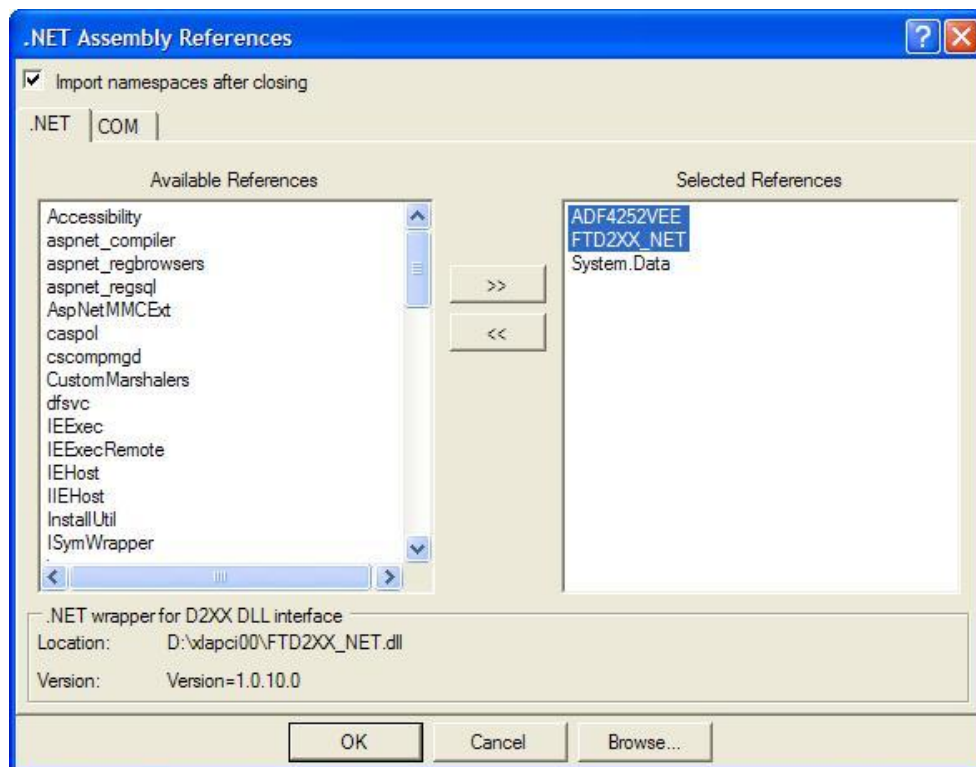 .NET Assembly References
Import namespaces after closing
.NET
COM
Available References
Accessibility
aspnet_compiler
aspnet_regbrowsers
aspnet_regsql
AspNetMMCExt
caspol
cscompmgd
CustomMarshalers
dfsvc
IEExec
IEExecRemote
IEHost
IIEHost
InstallUtil
ISymWrapper
>>
<<
Selected References
ADF4252VEE
FTD2XX_NET
System.Data
.NET wrapper for D2XX DLL interface
Location: D:\xlapci00\FTD2XX_NET.dll
Version: Version=1.0.10.0
OK
Cancel
Browse...